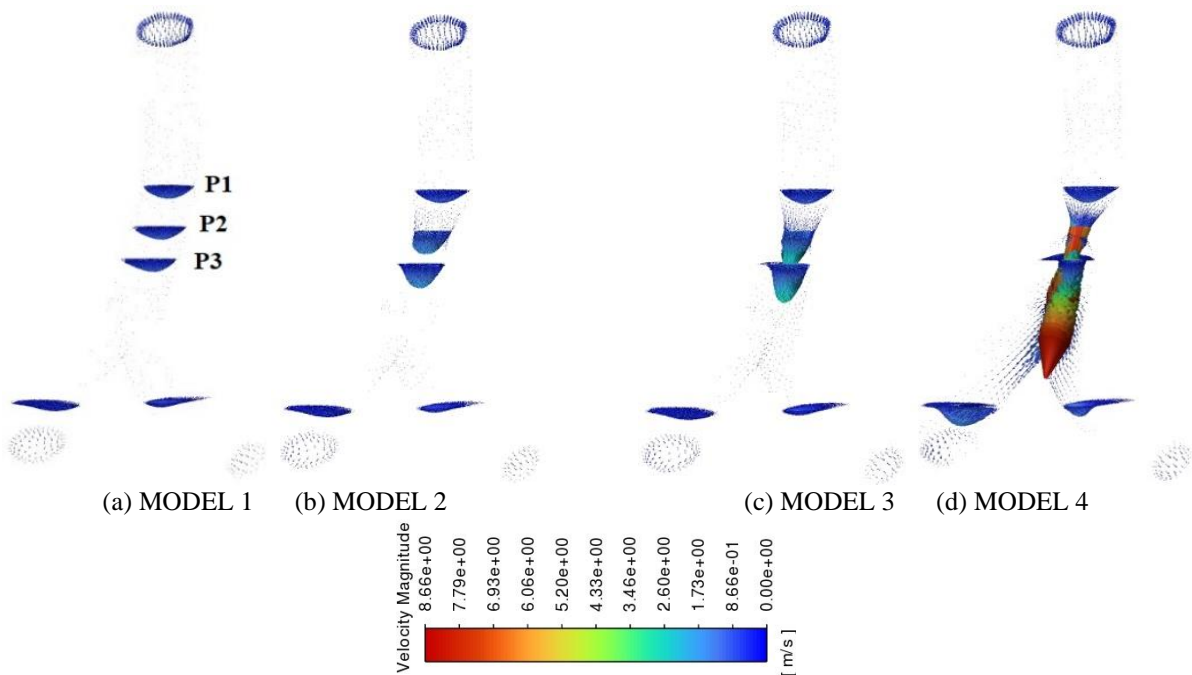 P1
P2
P3
(a) MODEL 1
(b) MODEL 2
(c) MODEL 3
(d) MODEL 4
Velocity Magnitude
8.66e+00
7.79e+00
6.93e+00
6.06e+00
5.20e+00
4.33e+00
3.46e+00
2.60e+00
1.73e+00
8.66e-01
0.00e+00
[ m/s ]